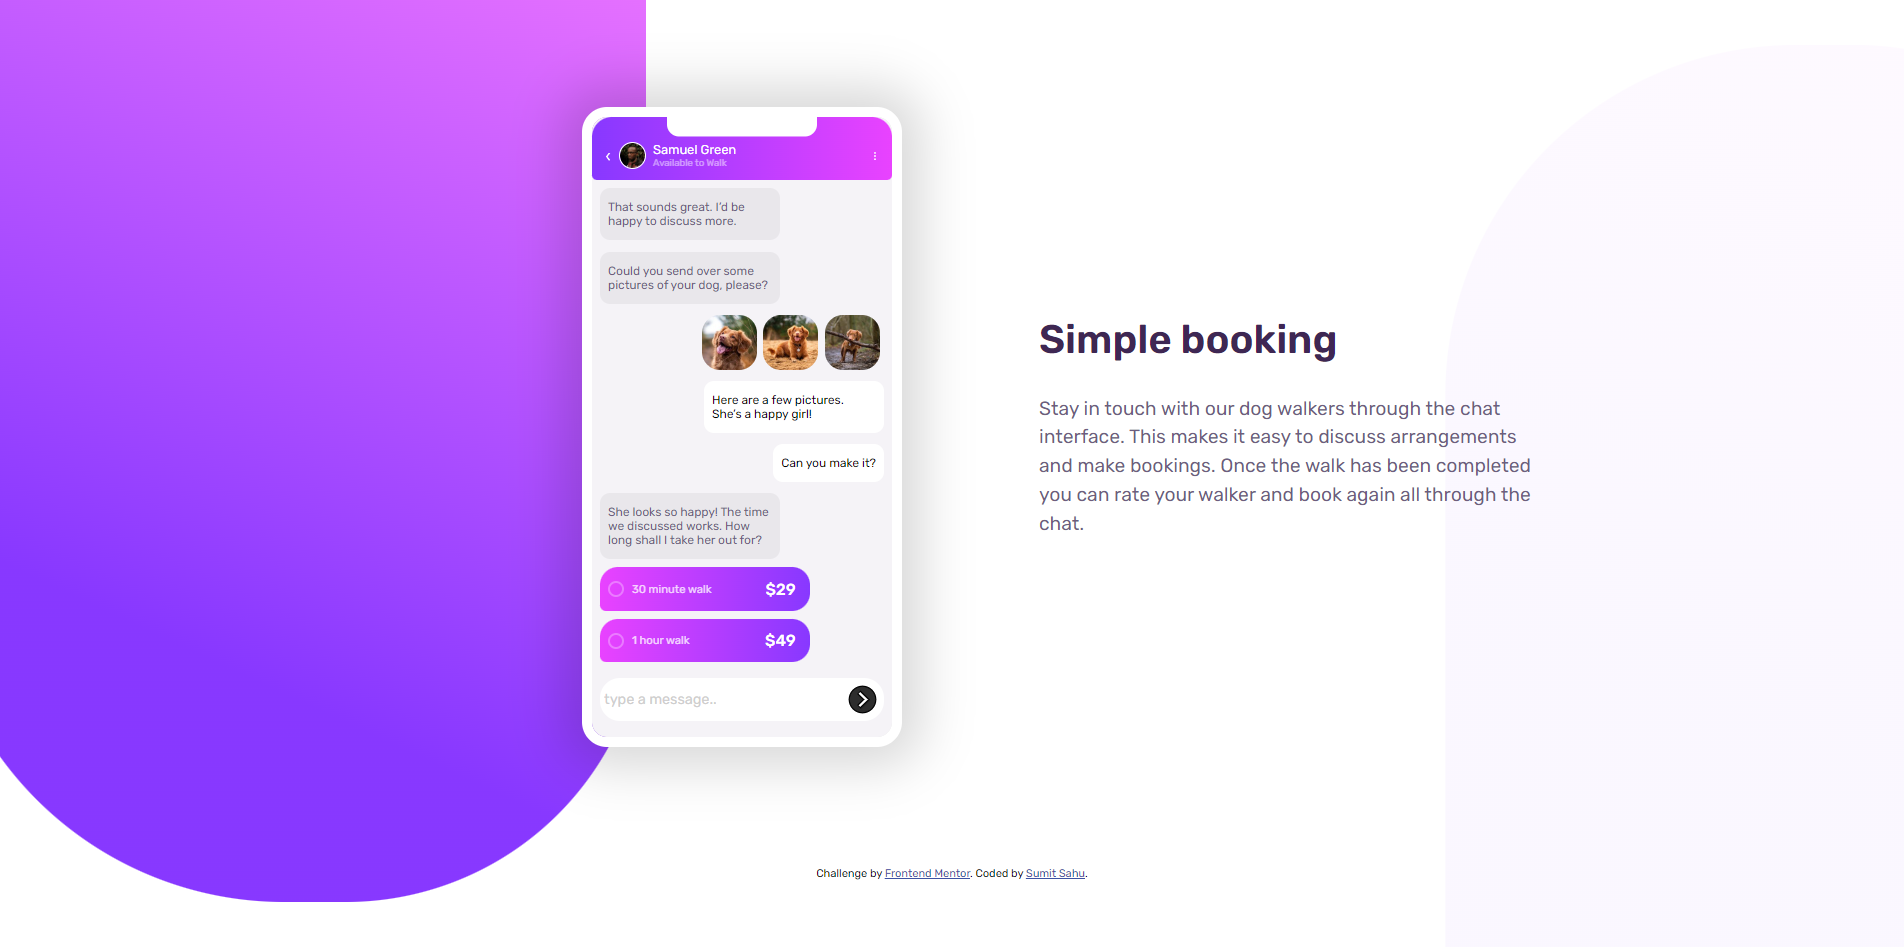 Samuel Green
Available to Walk
That sounds great. I’d be
happy to discuss more.
Could you send over some
pictures of your dog, please?
Here are a few pictures.
She’s a happy girl!
Can you make it?
She looks so happy! The time
we discussed works. How
long shall I take her out for?
30 minute walk $29
1 hour walk $49
type a message..
Simple booking
Stay in touch with our dog walkers through the chat
interface. This makes it easy to discuss arrangements
and make bookings. Once the walk has been completed
you can rate your walker and book again all through the
chat.
Challenge by Frontend Mentor. Coded by Sumit Sahu.